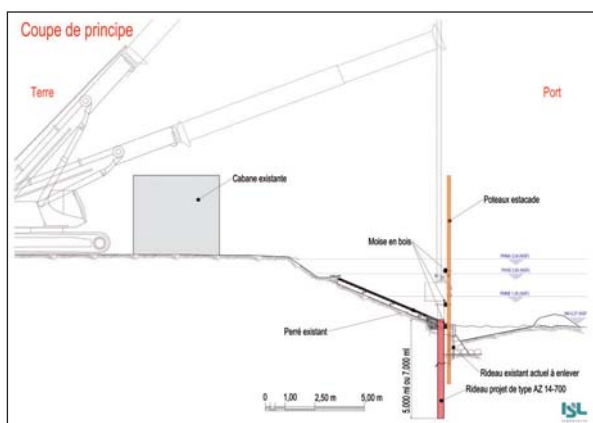 Coupe de principe
Terre
Port
Cabane existante
Poteaux estacade
Moise en bois
Perré existant
5.000 ml ou 7.000 ml
Rideau existant actuel à enlever
Rideau projet de type AZ 14-700
0 1,00 2,50 m 5,00 m
ISL